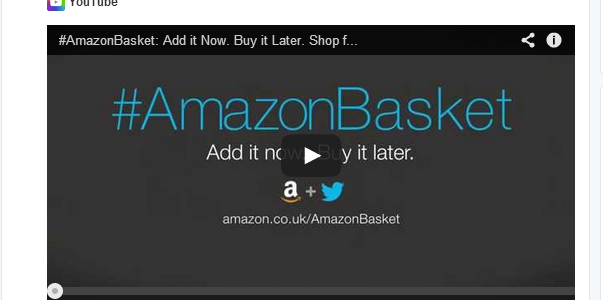 YouTube
#AmazonBasket: Add it Now. Buy it Later. Shop f...
#AmazonBasket
Add it now. Buy it later.
a +
amazon.co.uk/AmazonBasket